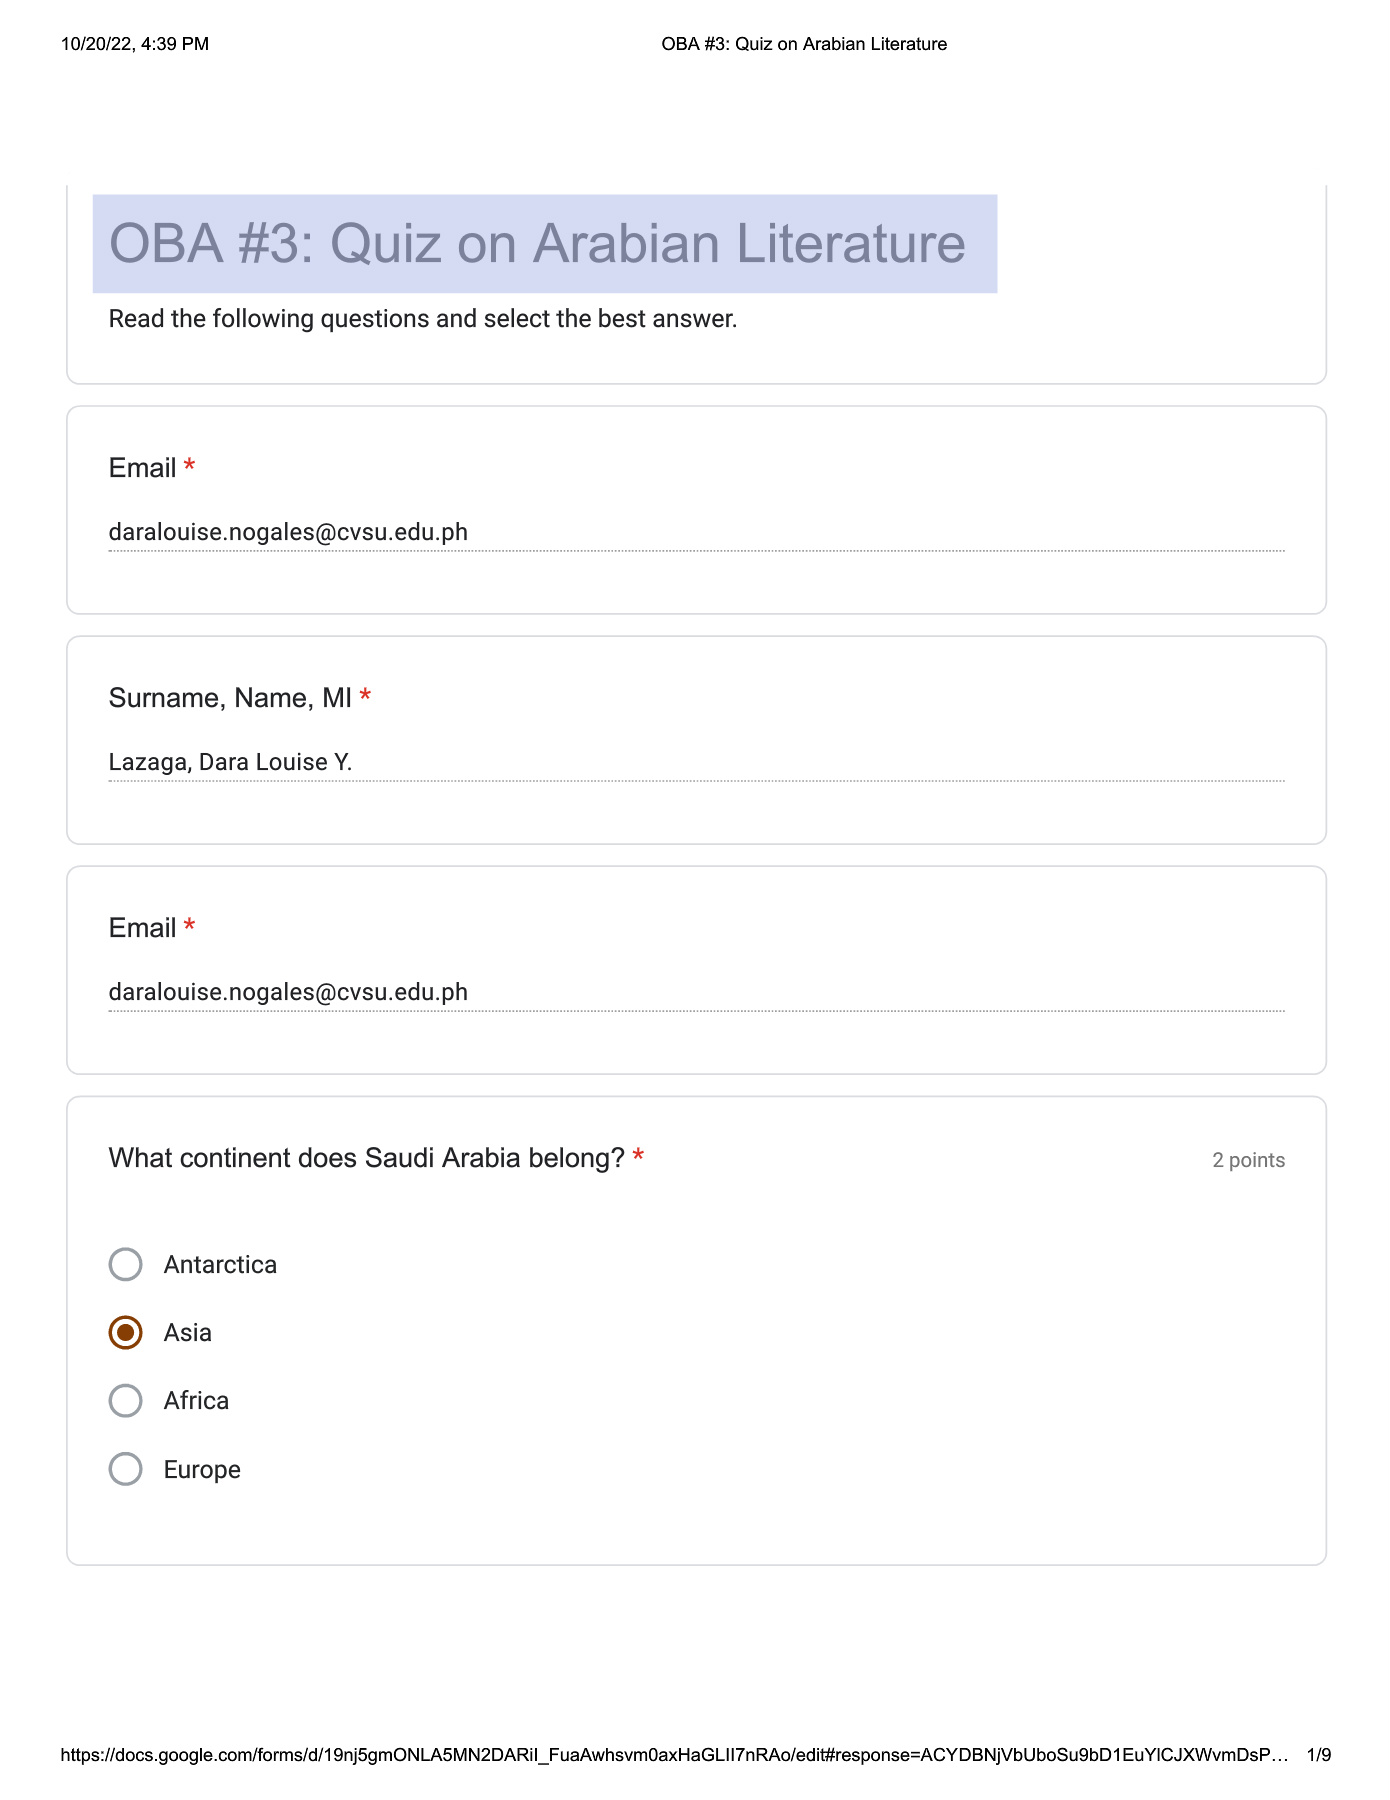 10/20/22, 4:39 PM
OBA #3: Quiz on Arabian Literature
OBA #3: Quiz on Arabian Literature
Read the following questions and select the best answer.
Email *
daralouise.nogales@cvsu.edu.ph
Surname, Name, MI *
Lazaga, Dara Louise Y.
Email *
daralouise.nogales@cvsu.edu.ph
What continent does Saudi Arabia belong? *
2 points
Antarctica
Asia
Africa
Europe
https://docs.google.com/forms/d/19nj5gmONLA5MN2DARiI_FuaAwhsvm0axHaGLII7nRAo/edit#response=ACYDBNjVbUboSu9bD1EuYlCJXWvmDsP… 1/9